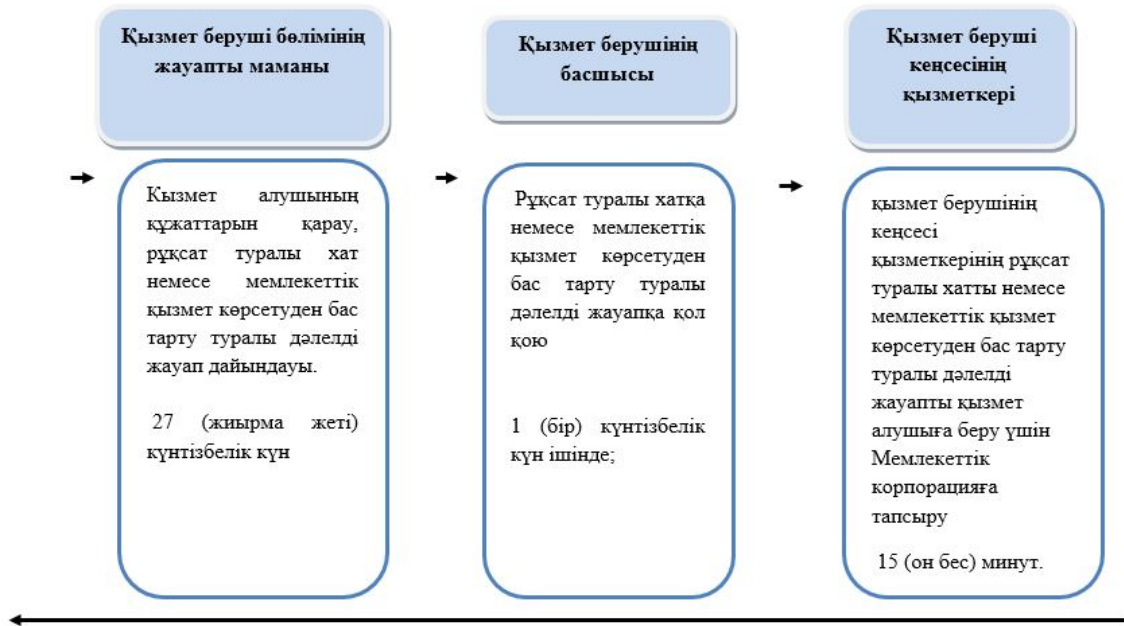 Қызмет беруші бөлімінің
жауапты маманы
Қызмет берушінің
басшысы
Қызмет беруші
кеңсесінің
қызметкері
Кызмет алушының
құжаттарын қарау,
рұқсат туралы хат
немесе мемлекеттік
қызмет көрсетуден бас
тарту туралы дәлелді
жауап дайындауы.
27 (жиырма жеті)
күнтізбелік күн
Рұқсат туралы хатқа
немесе мемлекеттік
қызмет көрсетуден
бас тарту туралы
дәлелді жауапқа қол
қою
1 (бір) күнтізбелік
күн ішінде;
қызмет берушінің
кеңсесі
қызметкерінің рұқсат
туралы хатты немесе
мемлекеттік қызмет
көрсетуден бас тарту
туралы дәлелді
жауапты қызмет
алушыға беру үшін
Мемлекеттік
корпорацияға
тапсыру
15 (он бес) минут.